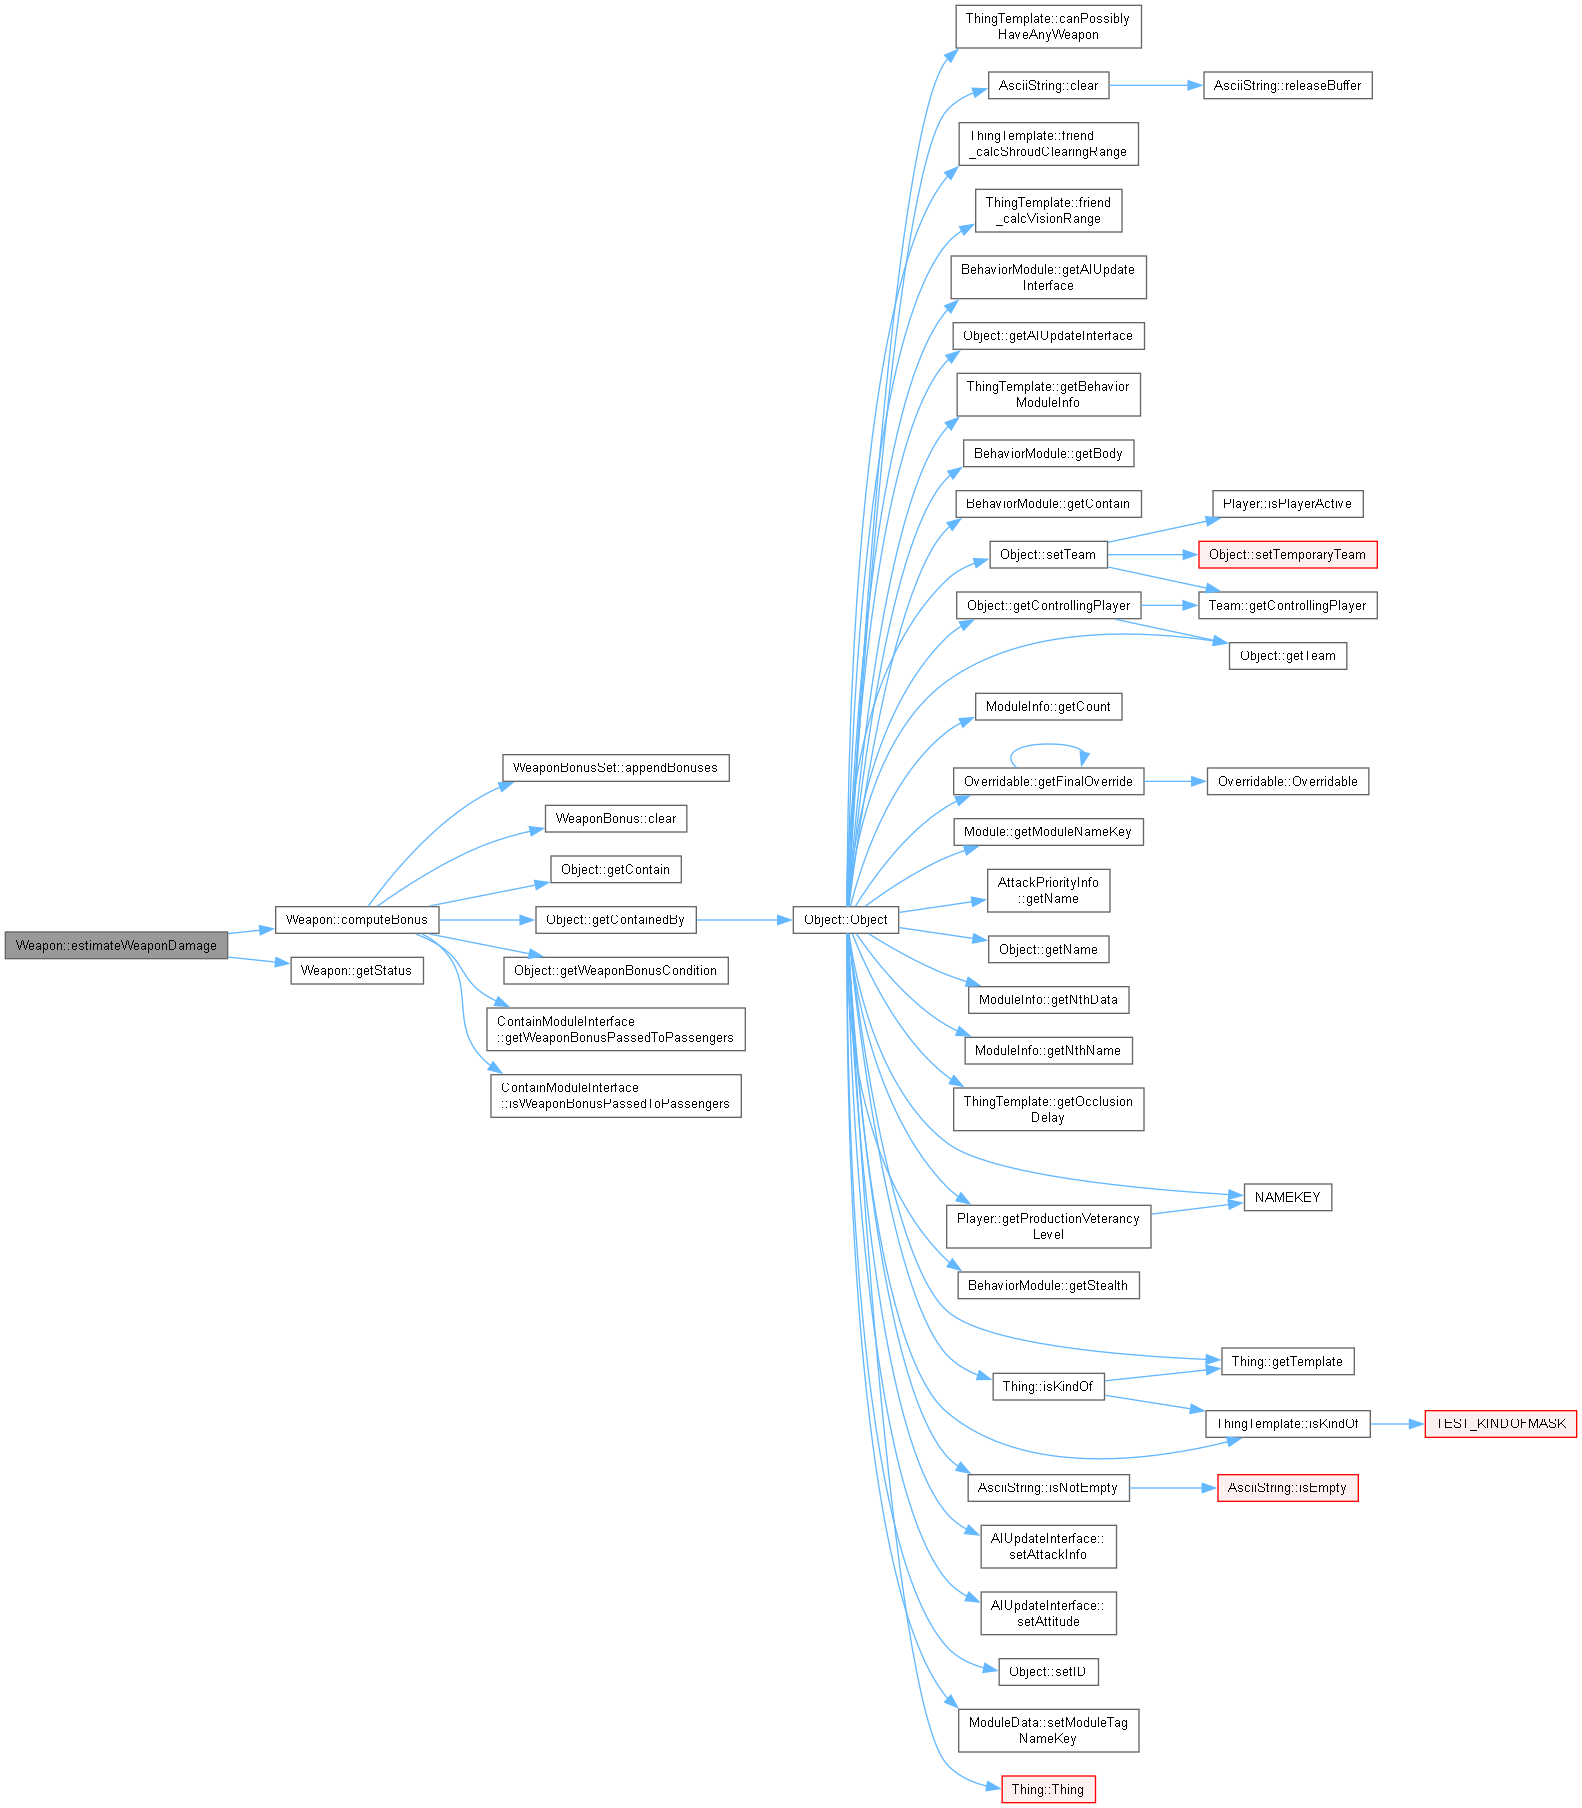 ThingTemplate::canPossibly
HaveAnyWeapon
AsciiString::clear
AsciiString::releaseBuffer
ThingTemplate::friend
_calcShroudClearingRange
ThingTemplate::friend
_calcVisionRange
BehaviorModule::getAIUpdate
Interface
Object::getAIUpdateInterface
ThingTemplate::getBehavior
ModuleInfo
BehaviorModule::getBody
BehaviorModule::getContain
Player::isPlayerActive
Object::setTeam
Object::setTemporaryTeam
Object::getControllingPlayer
Team::getControllingPlayer
Object::getTeam
ModuleInfo::getCount
WeaponBonusSet::appendBonuses
Overridable::getFinalOverride
Overridable::Overridable
WeaponBonus::clear
Module::getModuleNameKey
Object::getContain
AttackPriorityInfo
::getName
Weapon::computeBonus
Object::getContainedBy
Object::Object
Weapon::estimateWeaponDamage
Object::getName
Weapon::getStatus
Object::getWeaponBonusCondition
ModuleInfo::getNthData
ContainModuleInterface
::getWeaponBonusPassedToPassengers
ModuleInfo::getNthName
ContainModuleInterface
::isWeaponBonusPassedToPassengers
ThingTemplate::getOcclusion
Delay
NAMEKEY
Player::getProductionVeterancy
Level
BehaviorModule::getStealth
Thing::getTemplate
Thing::isKindOf
ThingTemplate::isKindOf
TEST_KINDOFMASK
AsciiString::isNotEmpty
AsciiString::isEmpty
AIUpdateInterface::
setAttackInfo
AIUpdateInterface::
setAttitude
Object::setID
ModuleData::setModuleTag
NameKey
Thing::Thing